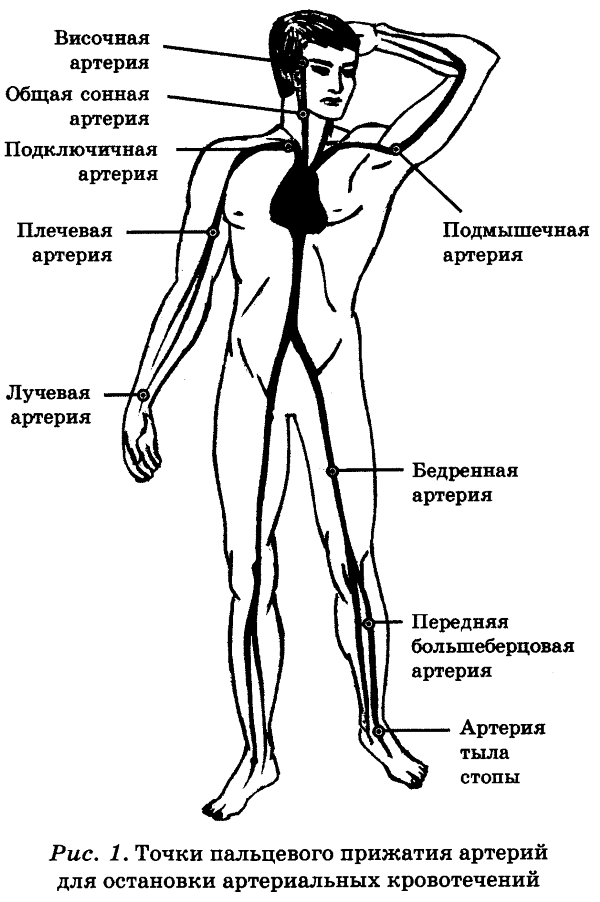 Височная
артерия
Общая сонная
артерия
Подключичная
артерия
Плечевая
артерия
Подмышечная
артерия
Лучевая
артерия
Бедренная
артерия
Передняя
большеберцовая
артерия
Артерия
тыла
стопы
Рис. 1. Точки пальцевого прижатия артерий
для остановки артериальных кровотечений